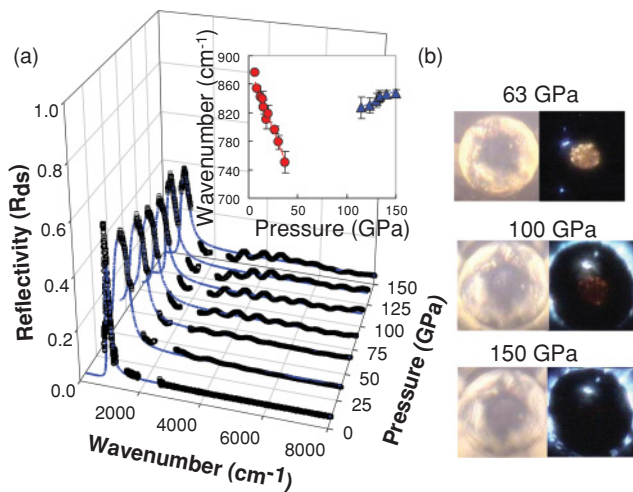 (a)
Reflectivity (Rds)
1.0
0.8
0.6
0.4
0.2
0.0
2000
4000
6000
8000
Wavenumber (cm-1)
0
25
50
75
100
125
150
Pressure (GPa)
Wavenumber (cm-1)
900
860
820
780
740
700
0
50
100
150
Pressure (GPa)
(b)
63 GPa
100 GPa
150 GPa